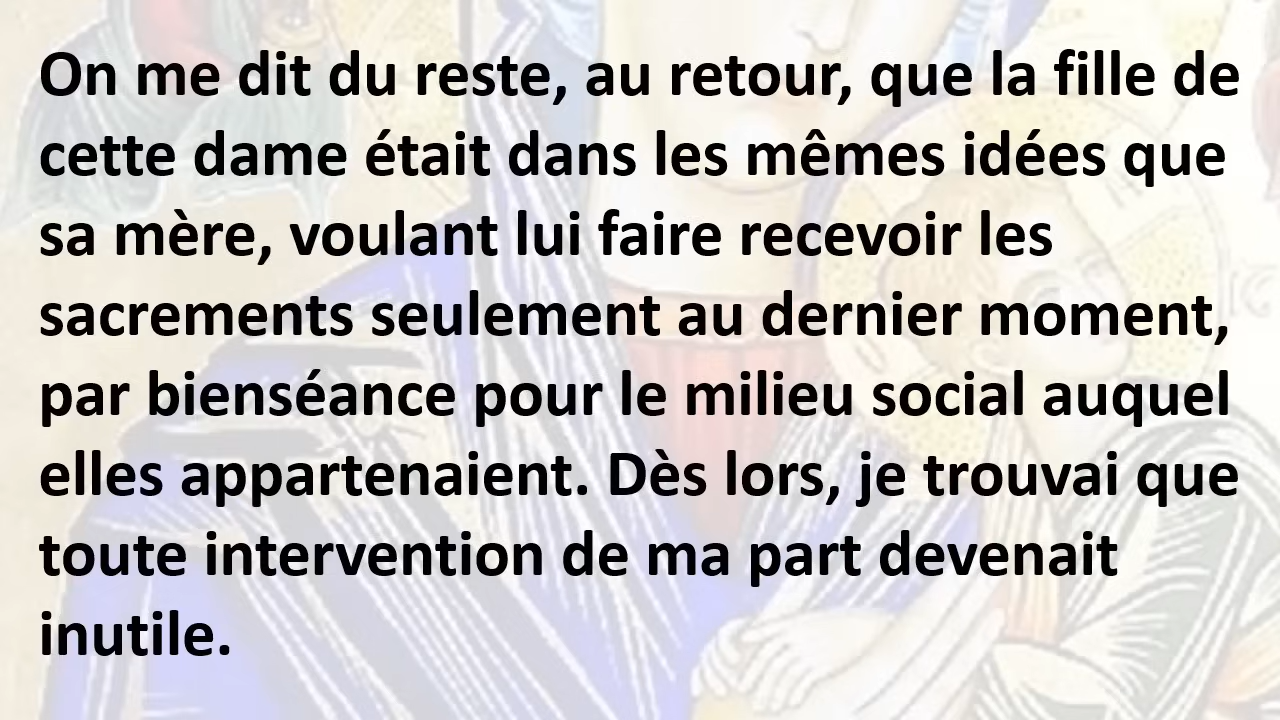 On me dit du reste, au retour, que la fille de
cette dame était dans les mêmes idées que
sa mère, voulant lui faire recevoir les
sacrements seulement au dernier moment,
par bienséance pour le milieu social auquel
elles appartenaient. Dès lors, je trouvai que
toute intervention de ma part devenait
inutile.